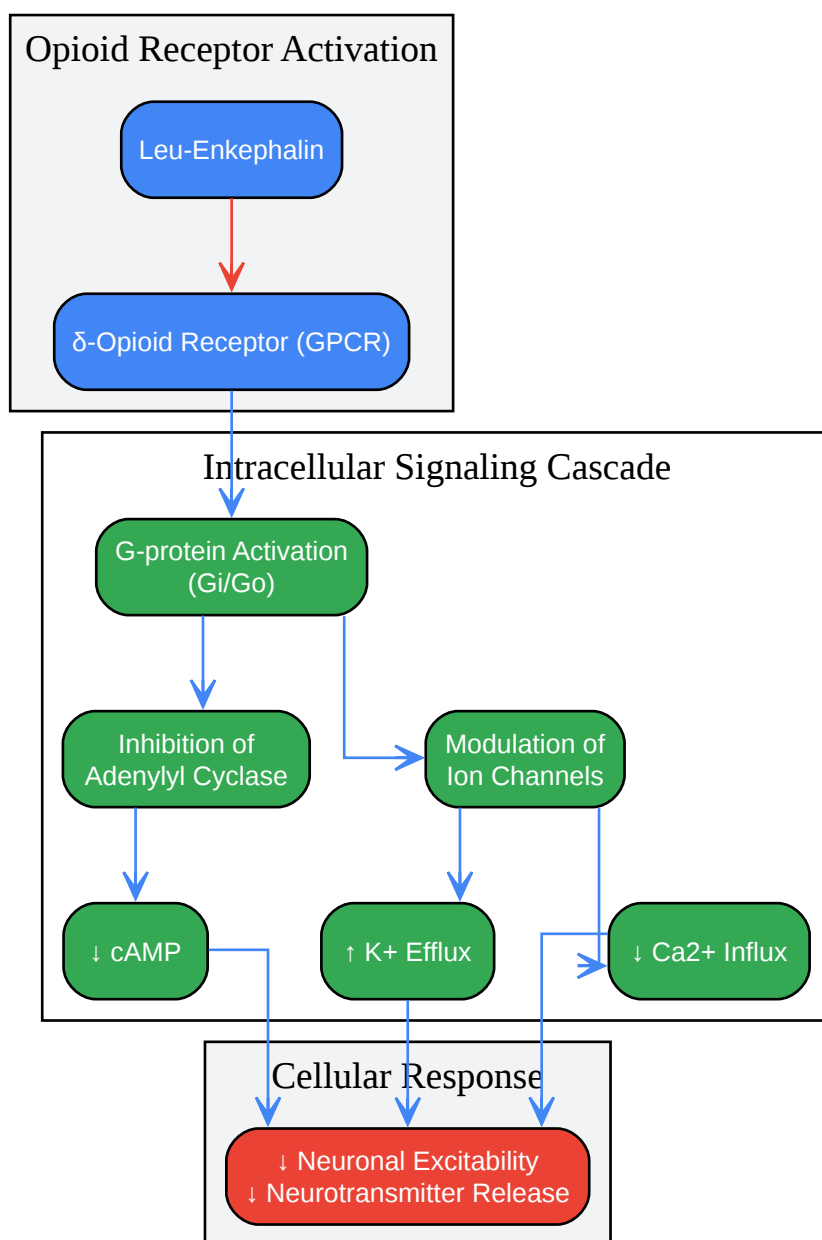 Opioid Receptor Activation
Leu-Enkephalin
δ-Opioid Receptor (GPCR)
Intracellular Signaling Cascade
G-protein Activation
(Gi/Go)
Inhibition of
Adenylyl Cyclase
Modulation of
Ion Channels
↓ cAMP
↑ K+ Efflux
↓ Ca2+ Influx
Cellular Response
↓ Neuronal Excitability
↓ Neurotransmitter Release